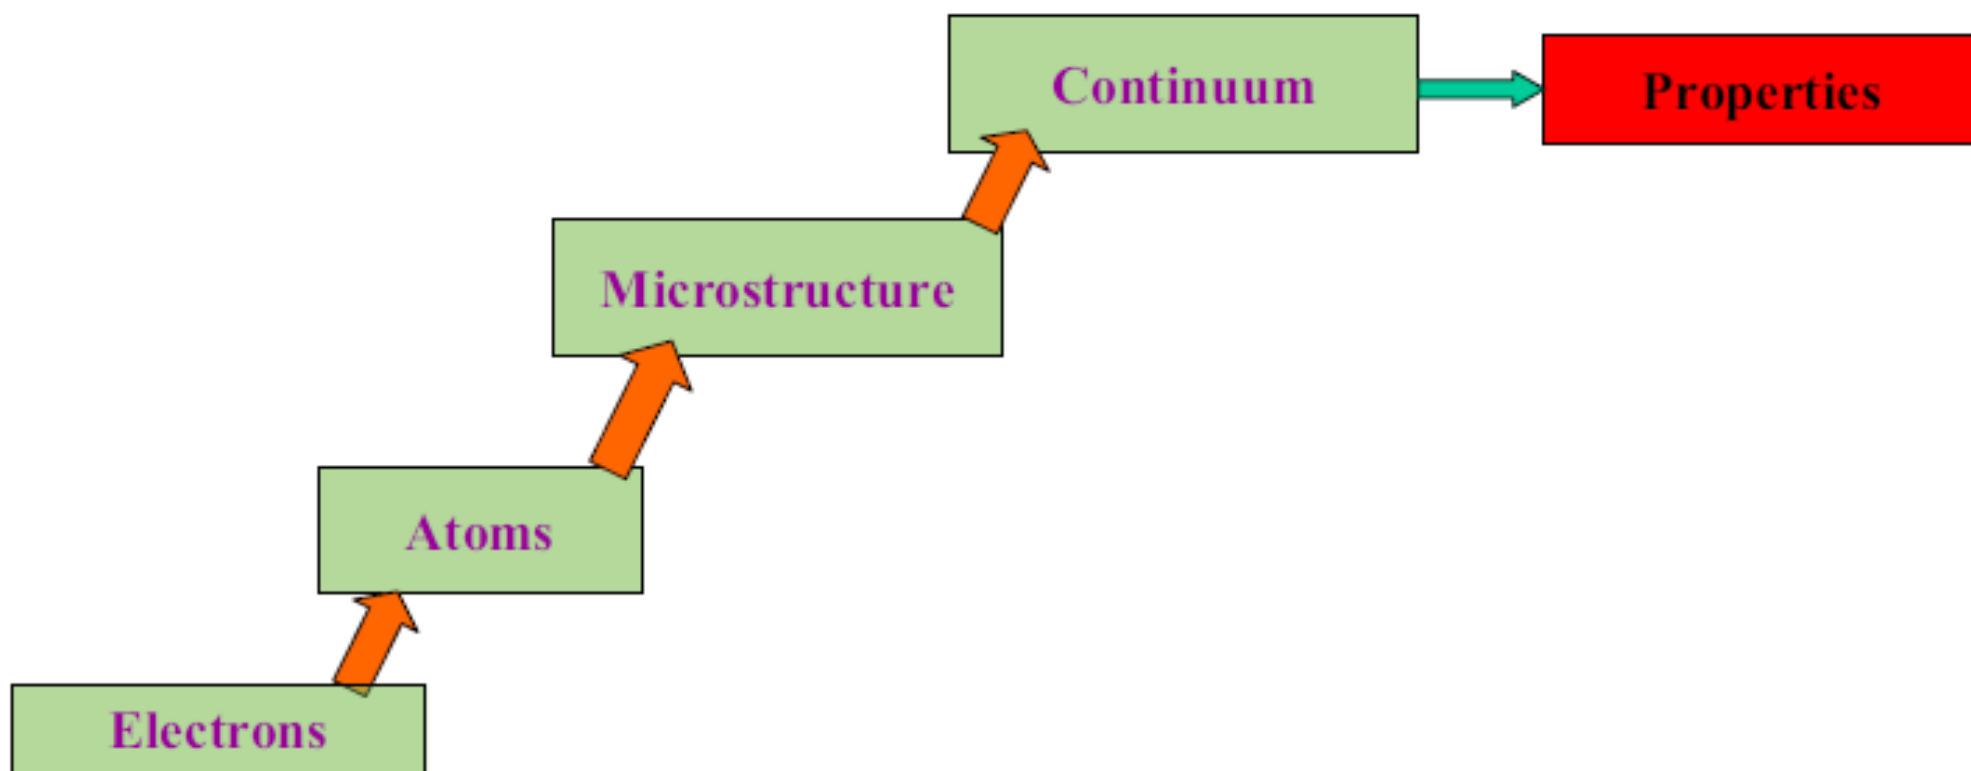 Continuum
Properties
Microstructure
Atoms
Electrons